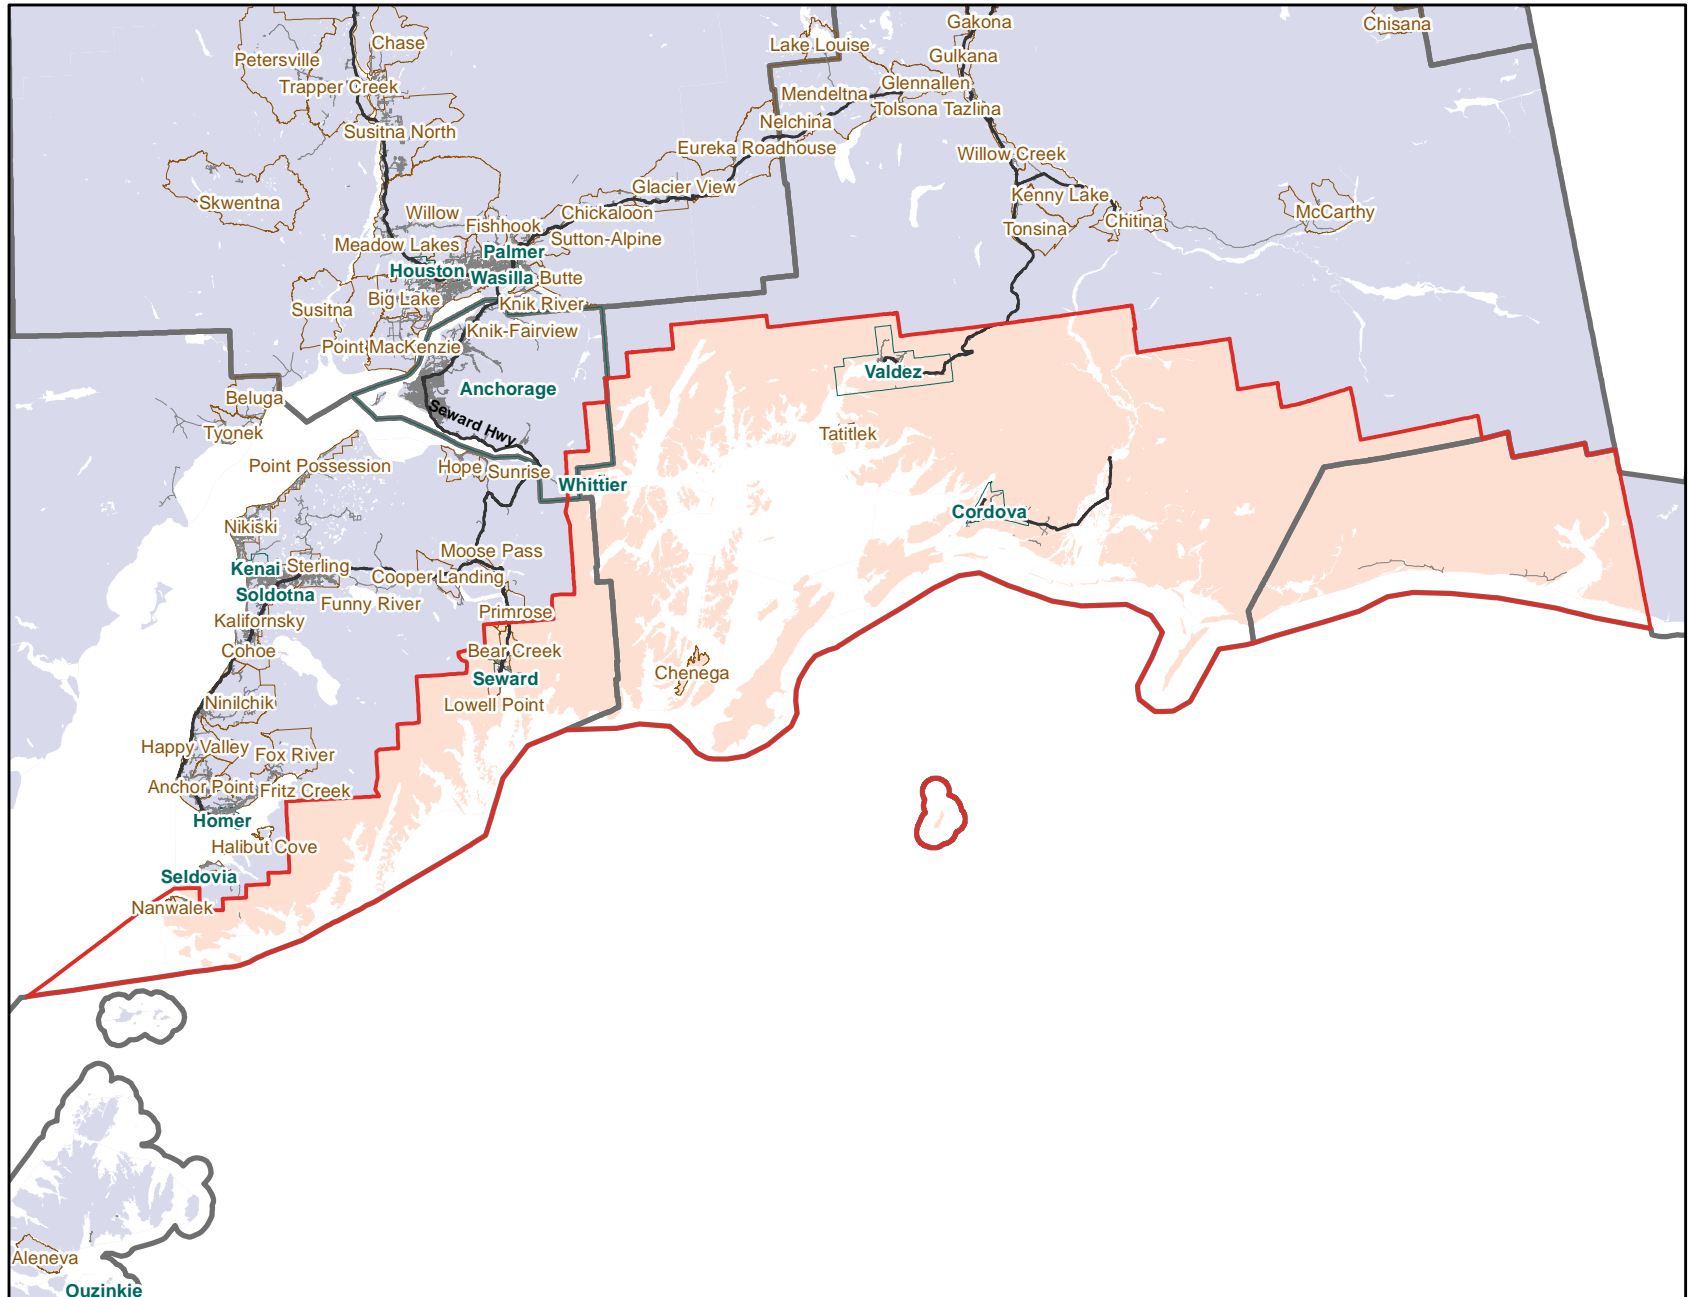 Gakona
Chisana
Chase
Lake Louise
Gulkana
Petersville
Glennallen
Trapper Creek
Mendeltna
Tolsona
Tazlina
Nelchina
Susitna North
Eureka Roadhouse
Willow Creek
Glacier View
Kenny Lake
Skwentna
Willow
Chickaloon
McCarthy
Fishhook
Chitina
Tonsina
Meadow Lakes
Sutton-Alpine
Palmer
Houston
Wasilla
Butte
Big Lake
Knik River
Susitna
Knik-Fairview
Point MacKenzie
Valdez
Anchorage
Beluga
Seward Hwy
Tyonek
Tatitlek
Point Possession
Hope
Sunrise
Whittier
Cordova
Nikiski
Moose Pass
Kenai
Sterling
Cooper Landing
Soldotna
Funny River
Primrose
Kalifornsky
Cohoe
Bear Creek
Chenega
Seward
Ninilchik
Lowell Point
Happy Valley
Fox River
Anchor Point
Fritz Creek
Homer
Halibut Cove
Seldovia
Nanwalek
Aleneva
Ouzinkie